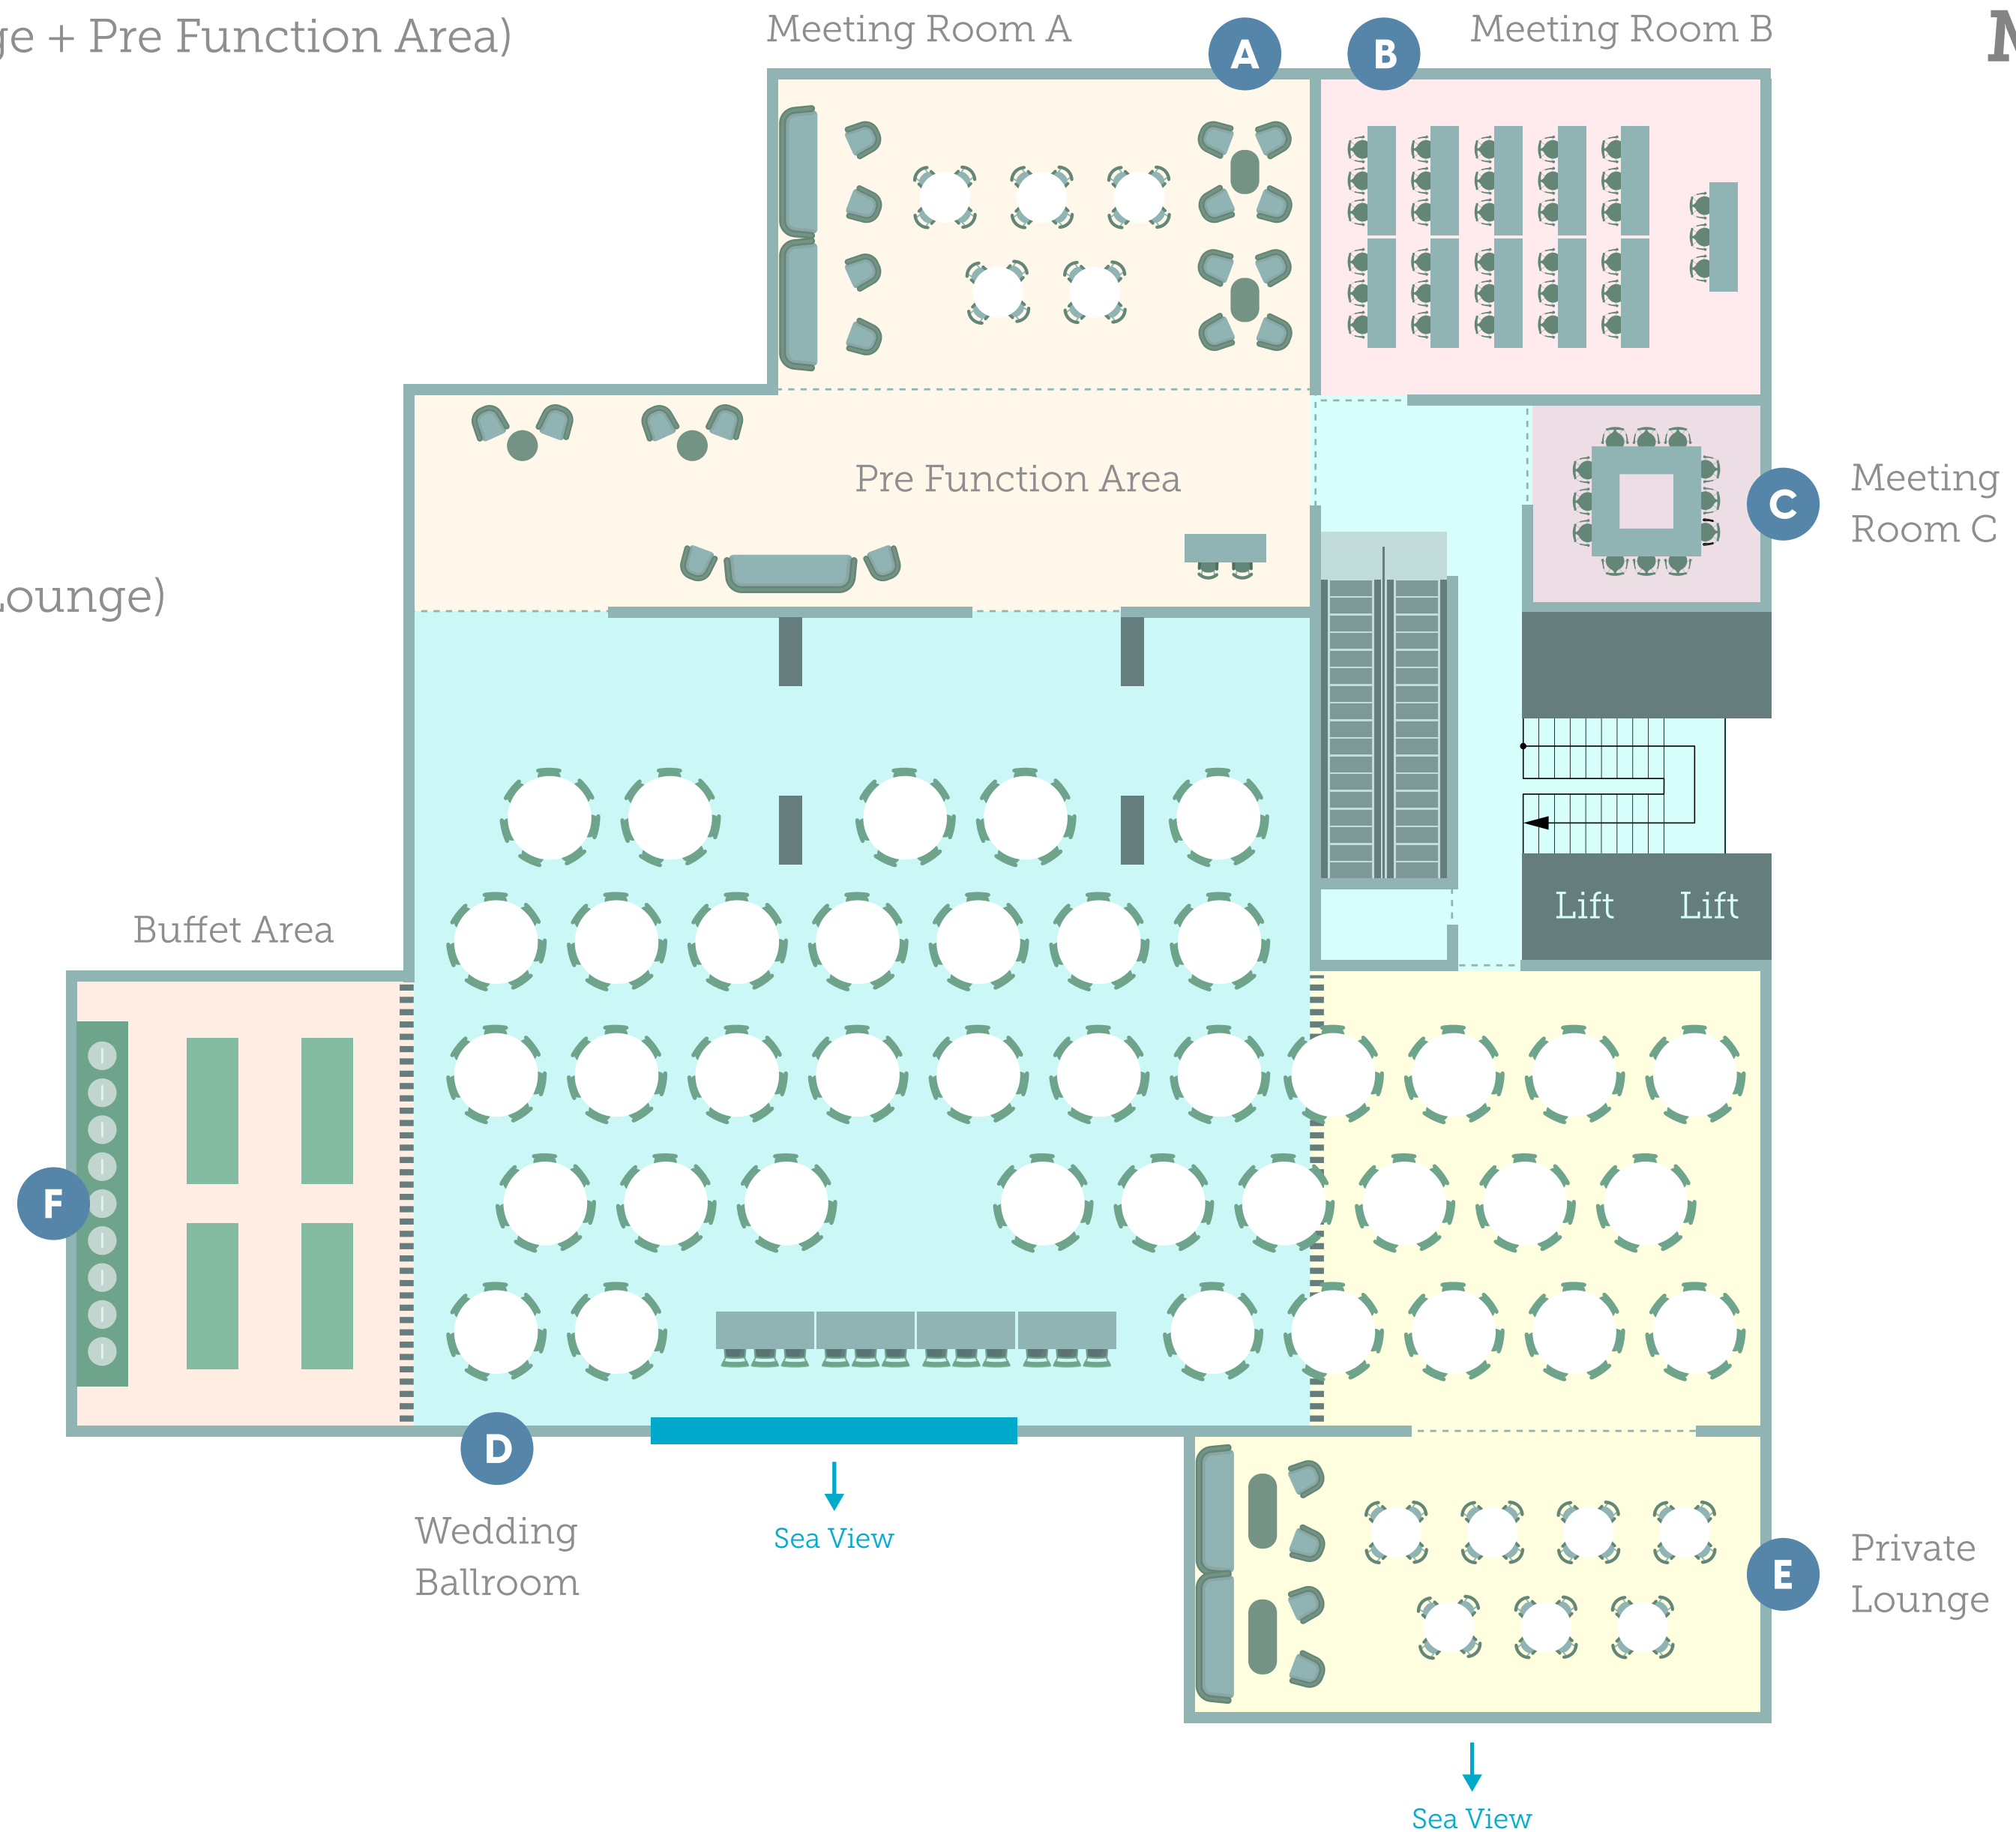 ge + Pre Function Area)
Meeting Room A
A
B
Meeting Room B
Pre Function Area
C
Meeting
Room C
ounge)
Lift
Lift
Buffet Area
F
D
Wedding
Ballroom
Sea View
E
Private
Lounge
Sea View